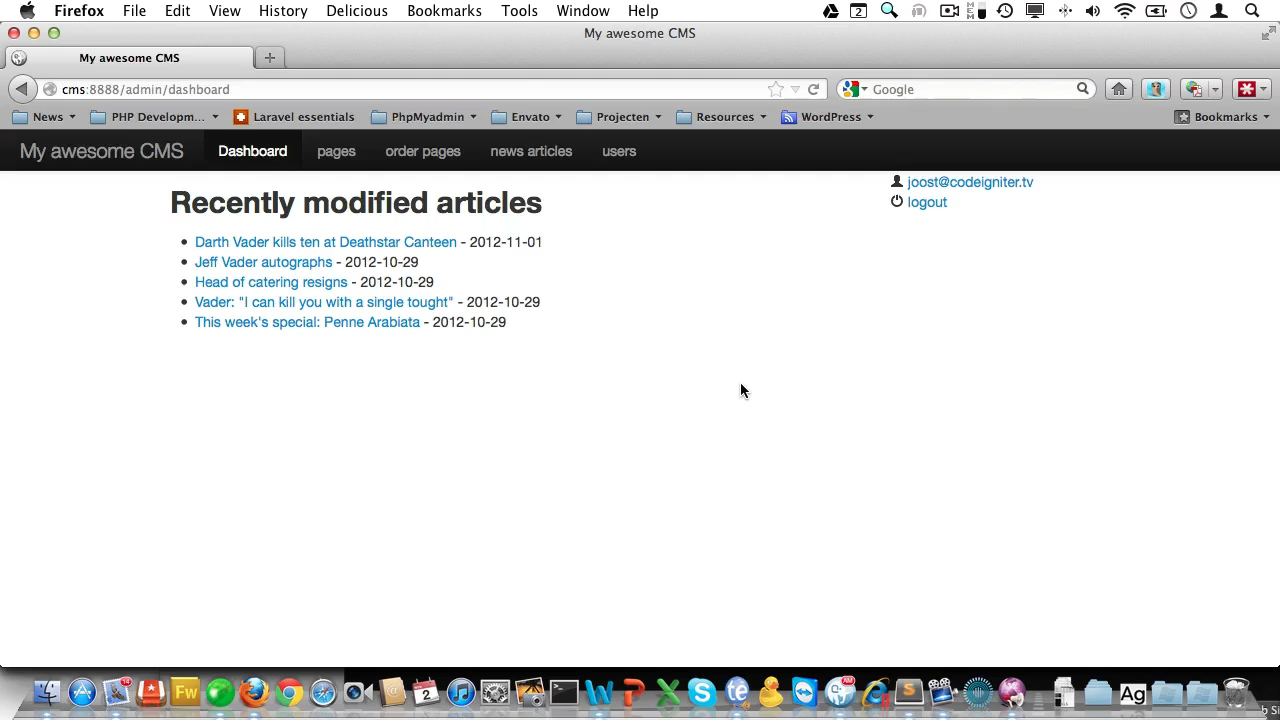 Firefox File Edit View History Delicious Bookmarks Tools Window Help
My awesome CMS
My awesome CMS
cms:8888/admin/dashboard Google
News PHP Developm... Laravel essentials PhpMyadmin Envato Projecten Resources WordPress Bookmarks
My awesome CMS Dashboard pages order pages news articles users
joost@codeigniter.tv
logout
Recently modified articles
Darth Vader kills ten at Deathstar Canteen - 2012-11-01
Jeff Vader autographs - 2012-10-29
Head of catering resigns - 2012-10-29
Vader: "I can kill you with a single tought" - 2012-10-29
This week's special: Penne Arabiata - 2012-10-29
Fw 2 W P X S te S Ag